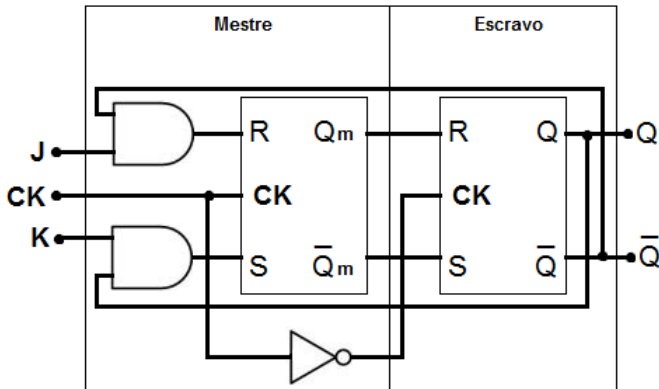 Mestre Escravo
R Qm R Q Q
J
CK CK CK
K
S Q̅m S Q̅ Q̅